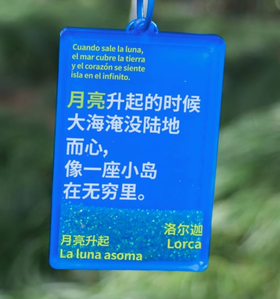 Cuando sale la luna,
el mar cubre la tierra
y el corazón se siente
isla en el infinito.
月亮升起的时候
大海淹没陆地
而心,
像一座小岛
在无穷里。
洛尔迦
Lorca
月亮升起
La luna asoma